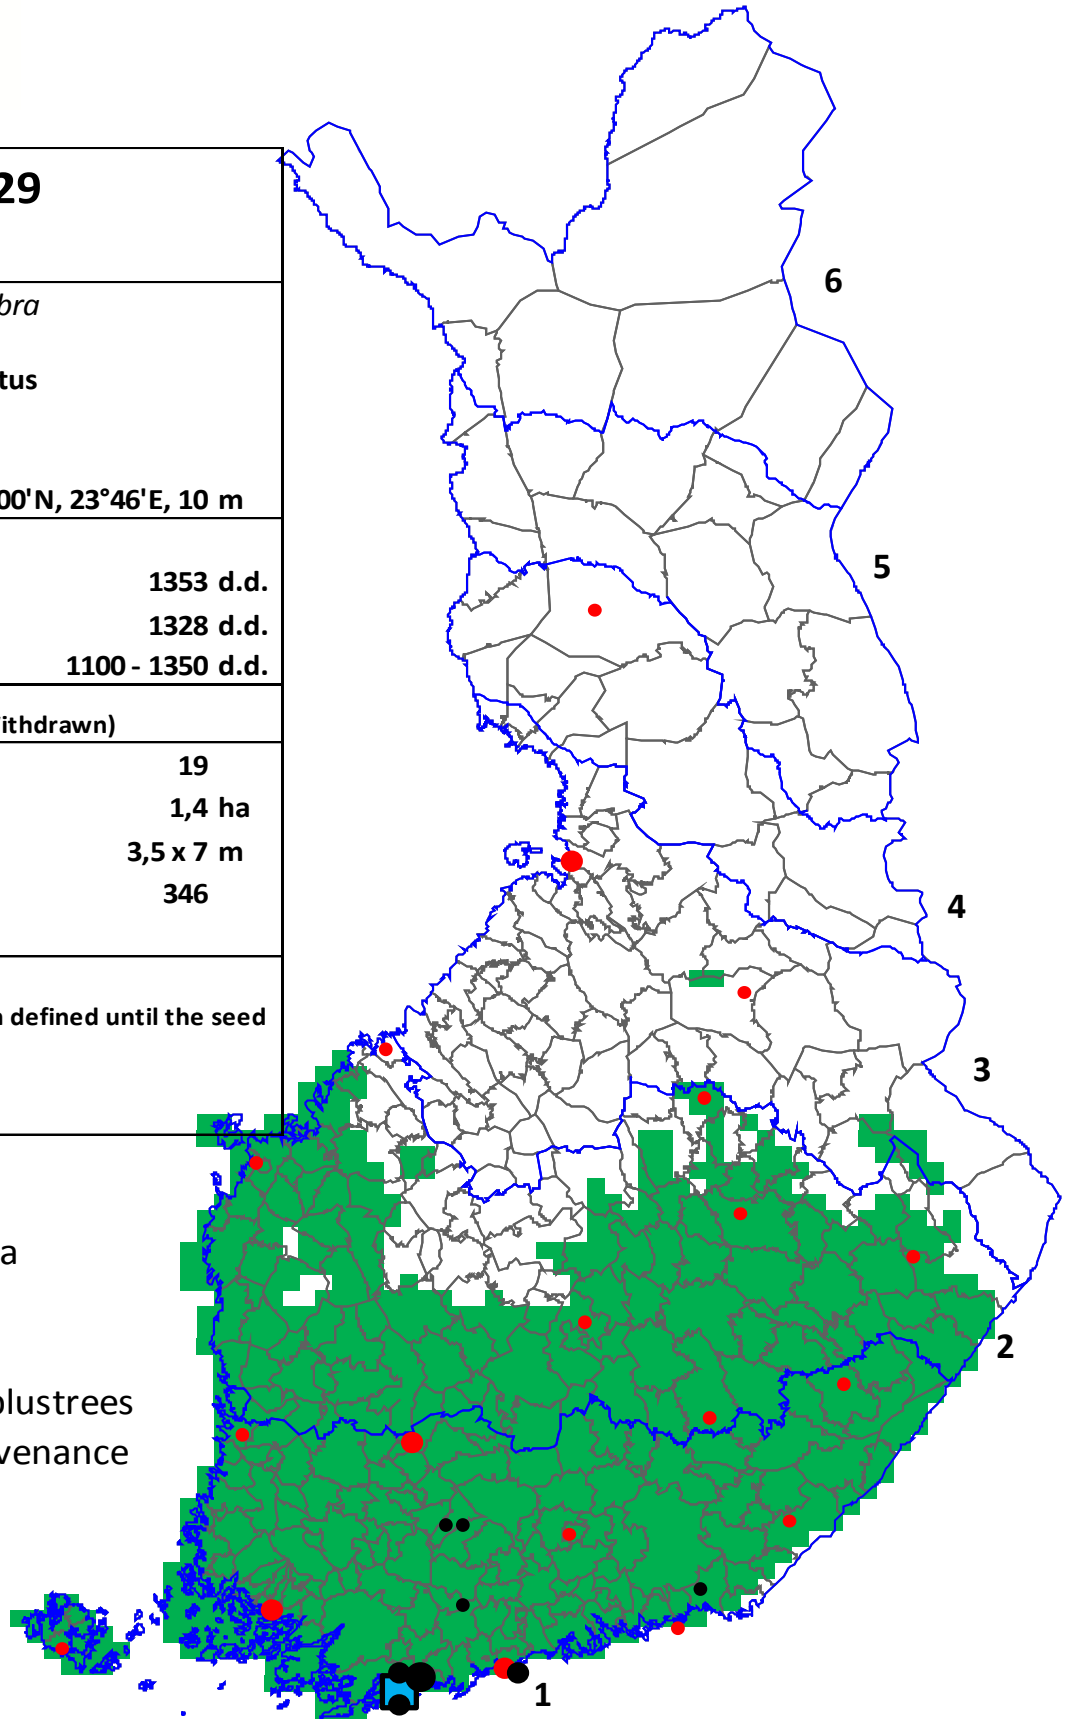 29
bra
tus
00'N, 23°46'E, 10 m
1353 d.d.
1328 d.d.
1100 - 1350 d.d.
ithdrawn)
19
1,4 ha
3,5 x 7 m
346
n defined until the seed
a
plustrees
venance
6
5
4
3
2
1